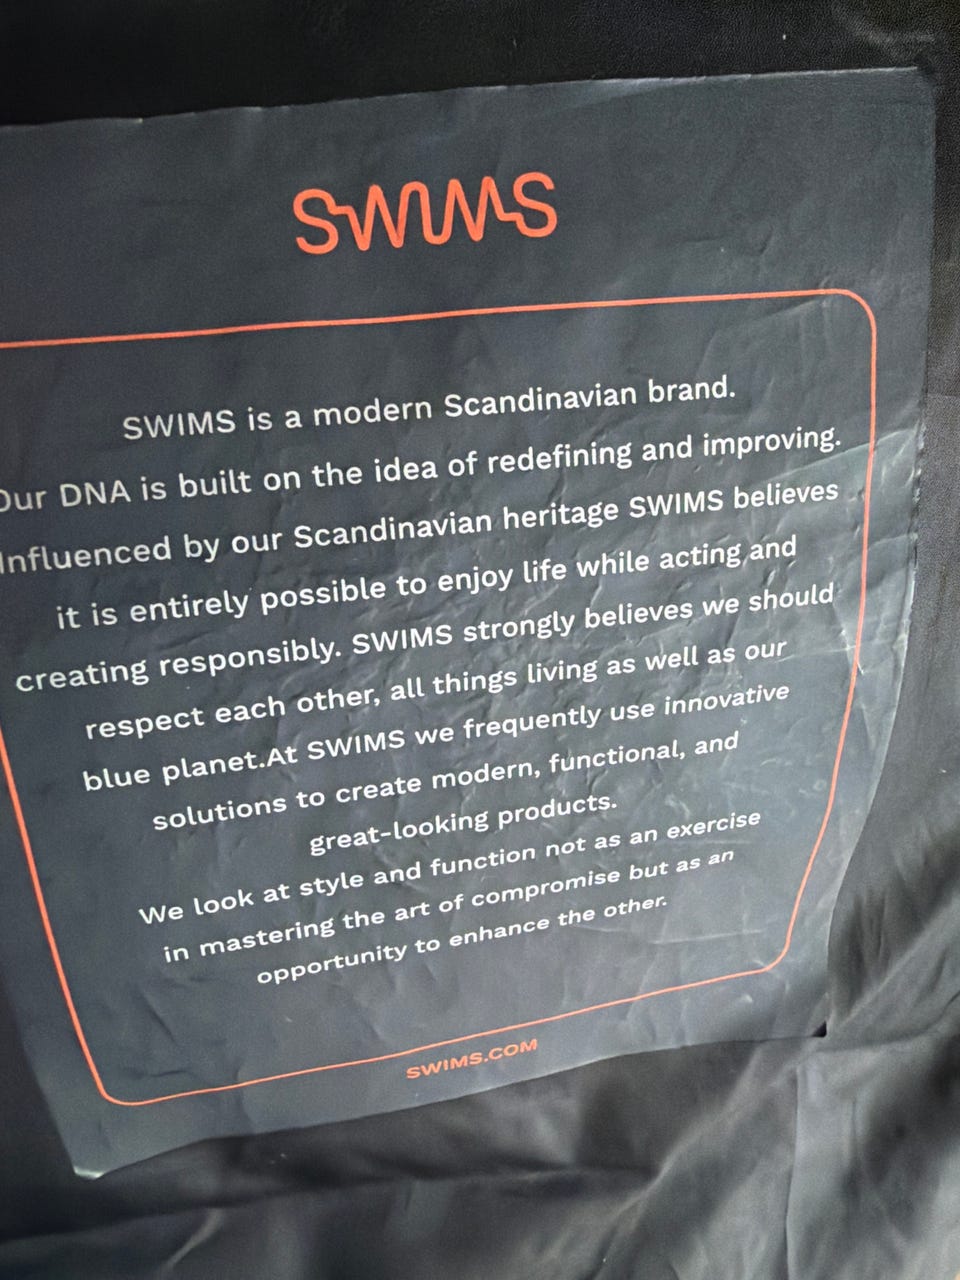 SWIMS
SWIMS is a modern Scandinavian brand.
Our DNA is built on the idea of redefining and improving.
Influenced by our Scandinavian heritage SWIMS believes
it is entirely possible to enjoy life while acting and
creating responsibly. SWIMS strongly believes we should
respect each other, all things living as well as our
blue planet.At SWIMS we frequently use innovative
solutions to create modern, functional, and
great-looking products.
We look at style and function not as an exercise
in mastering the art of compromise but as an
opportunity to enhance the other.
SWIMS.COM